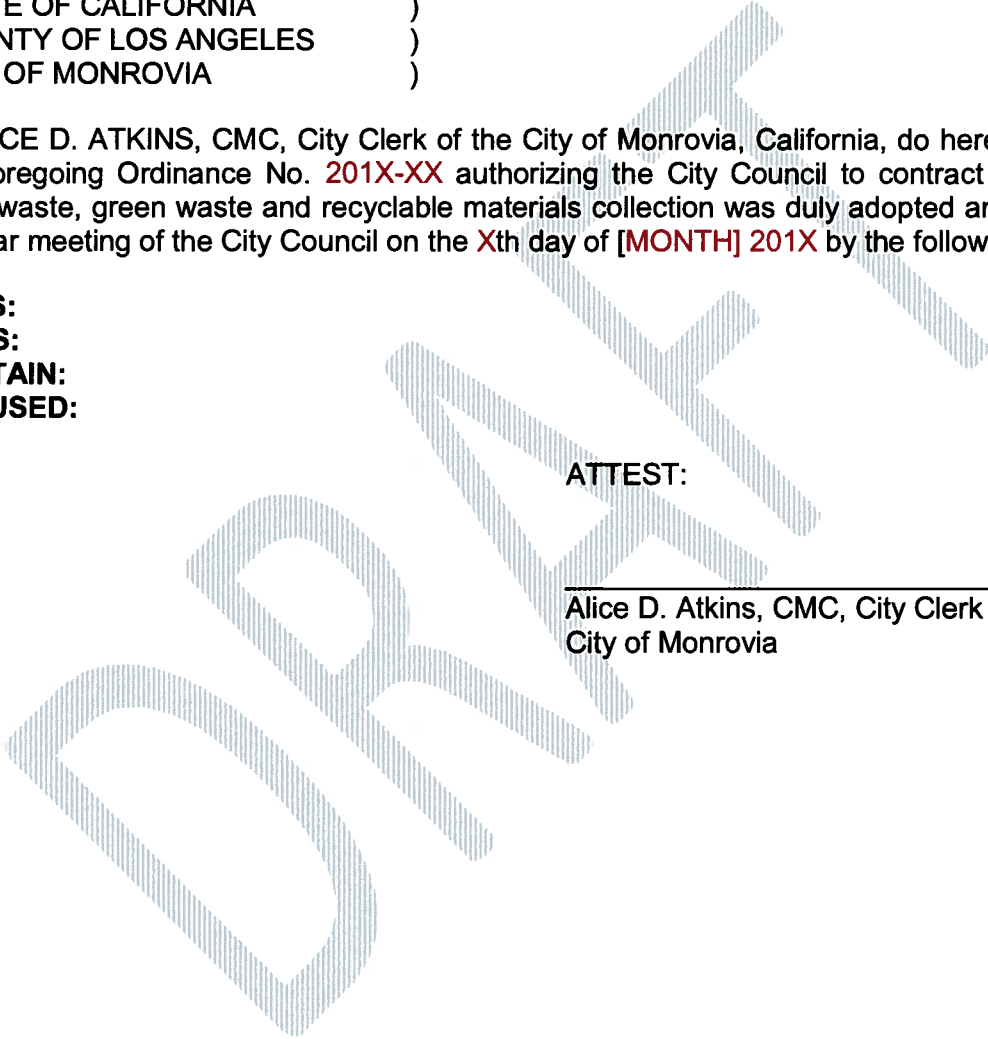 E OF CALIFORNIA )
NTY OF LOS ANGELES )
OF MONROVIA )
CE D. ATKINS, CMC, City Clerk of the City of Monrovia, California, do here
oregoing Ordinance No. 201X-XX authorizing the City Council to contract
waste, green waste and recyclable materials collection was duly adopted an
ar meeting of the City Council on the Xth day of [MONTH] 201X by the follow
S:
S:
TAIN:
USED:
ATTEST:
Alice D. Atkins, CMC, City Clerk
City of Monrovia
DRAFT